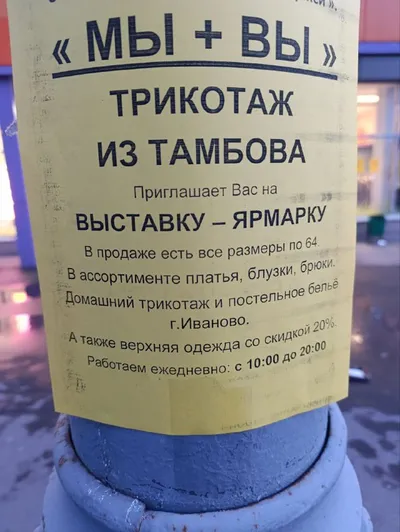 « МЫ + ВЫ »
ТРИКОТАЖ
ИЗ ТАМБОВА
Приглашает Вас на
ВЫСТАВКУ – ЯРМАРКУ
В продаже есть все размеры по 64
В ассортименте платья, блузки, брюки.
Домашний трикотаж и постельное бельё
г.Иваново.
А также верхняя одежда со скидкой 20%.
Работаем ежедневно: с 10:00 до 20:00